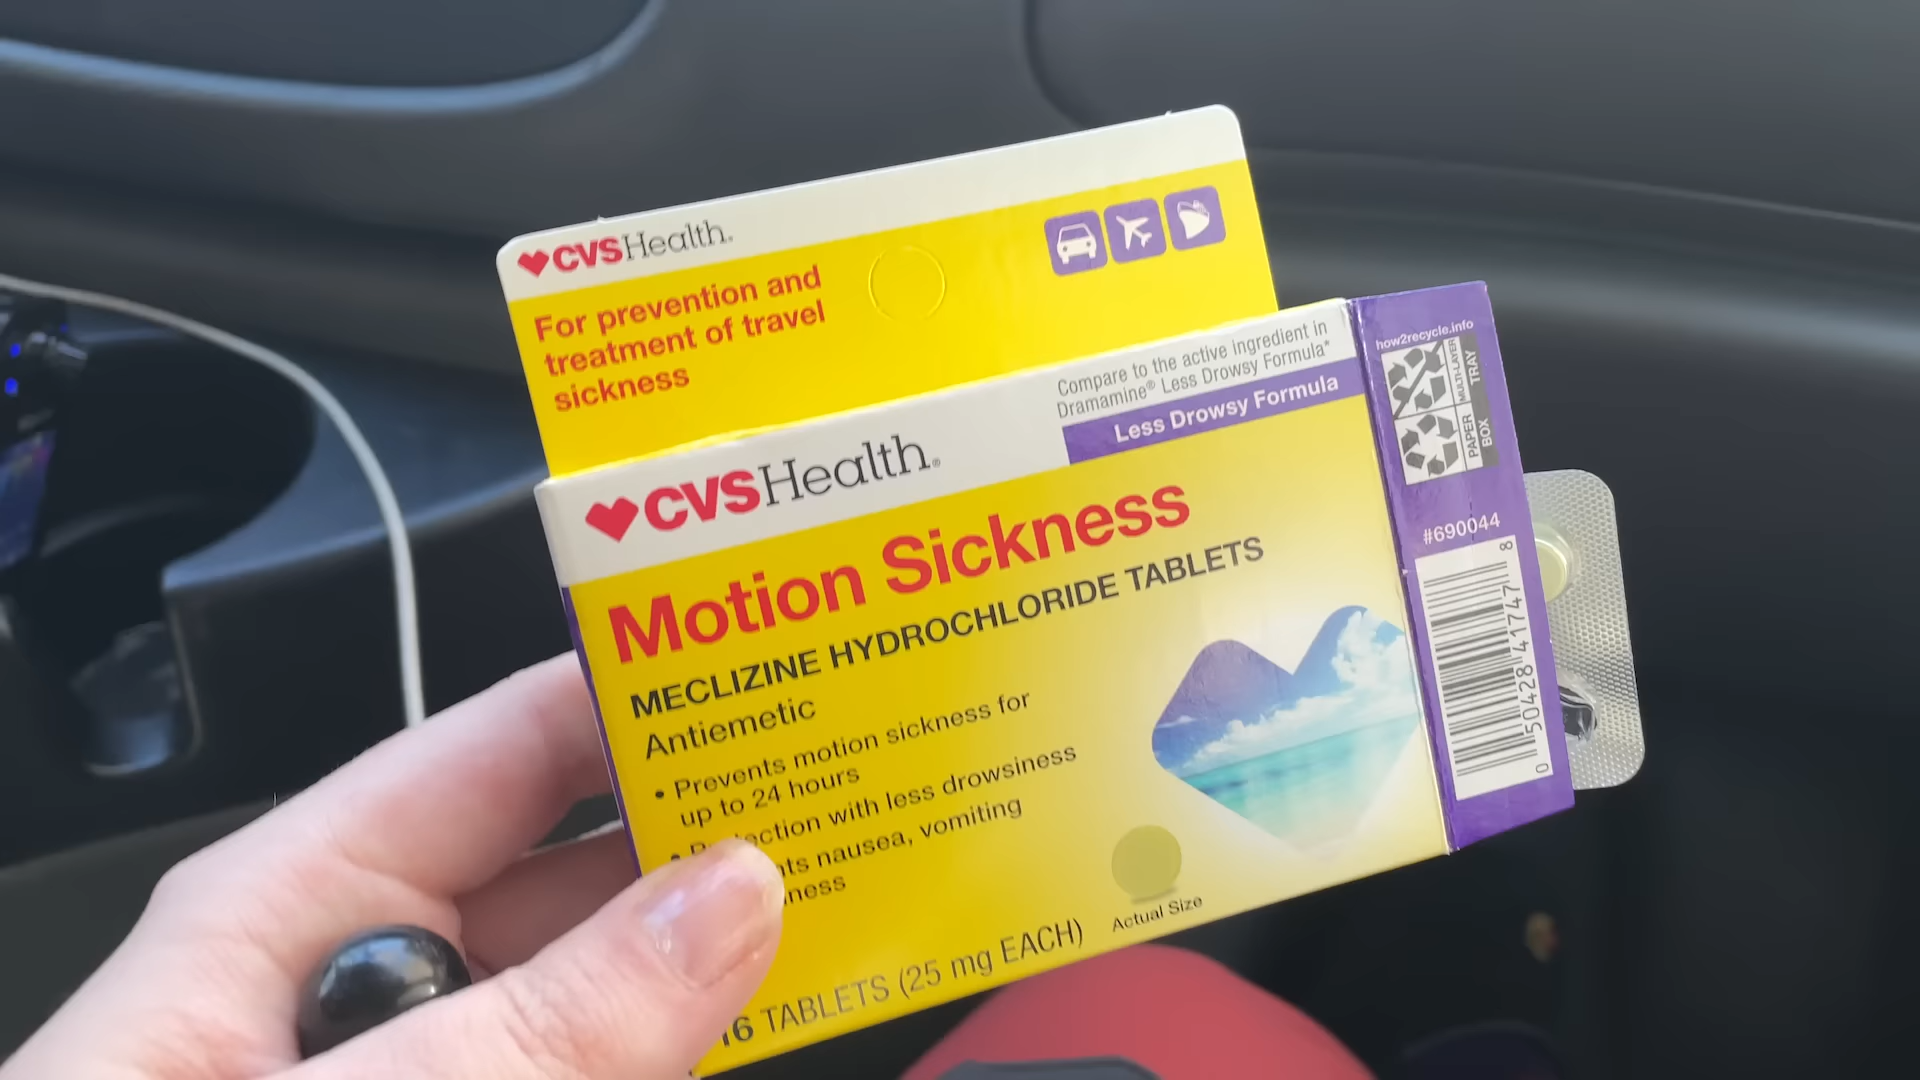 CVSHealth.
For prevention and
treatment of travel
sickness
Compare to the active ingredient in
Dramamine® Less Drowsy Formula*
Less Drowsy Formula
CVSHealth®
Motion Sickness
MECLIZINE HYDROCHLORIDE TABLETS
Antiemetic
• Prevents motion sickness for
up to 24 hours
• with less drowsiness
nausea, vomiting
Actual Size
16 TABLETS (25 mg EACH)
how2recycle.info
MULTI-LAYER
TRAY
PAPER
BOX
#690044
0 50428 41747 8